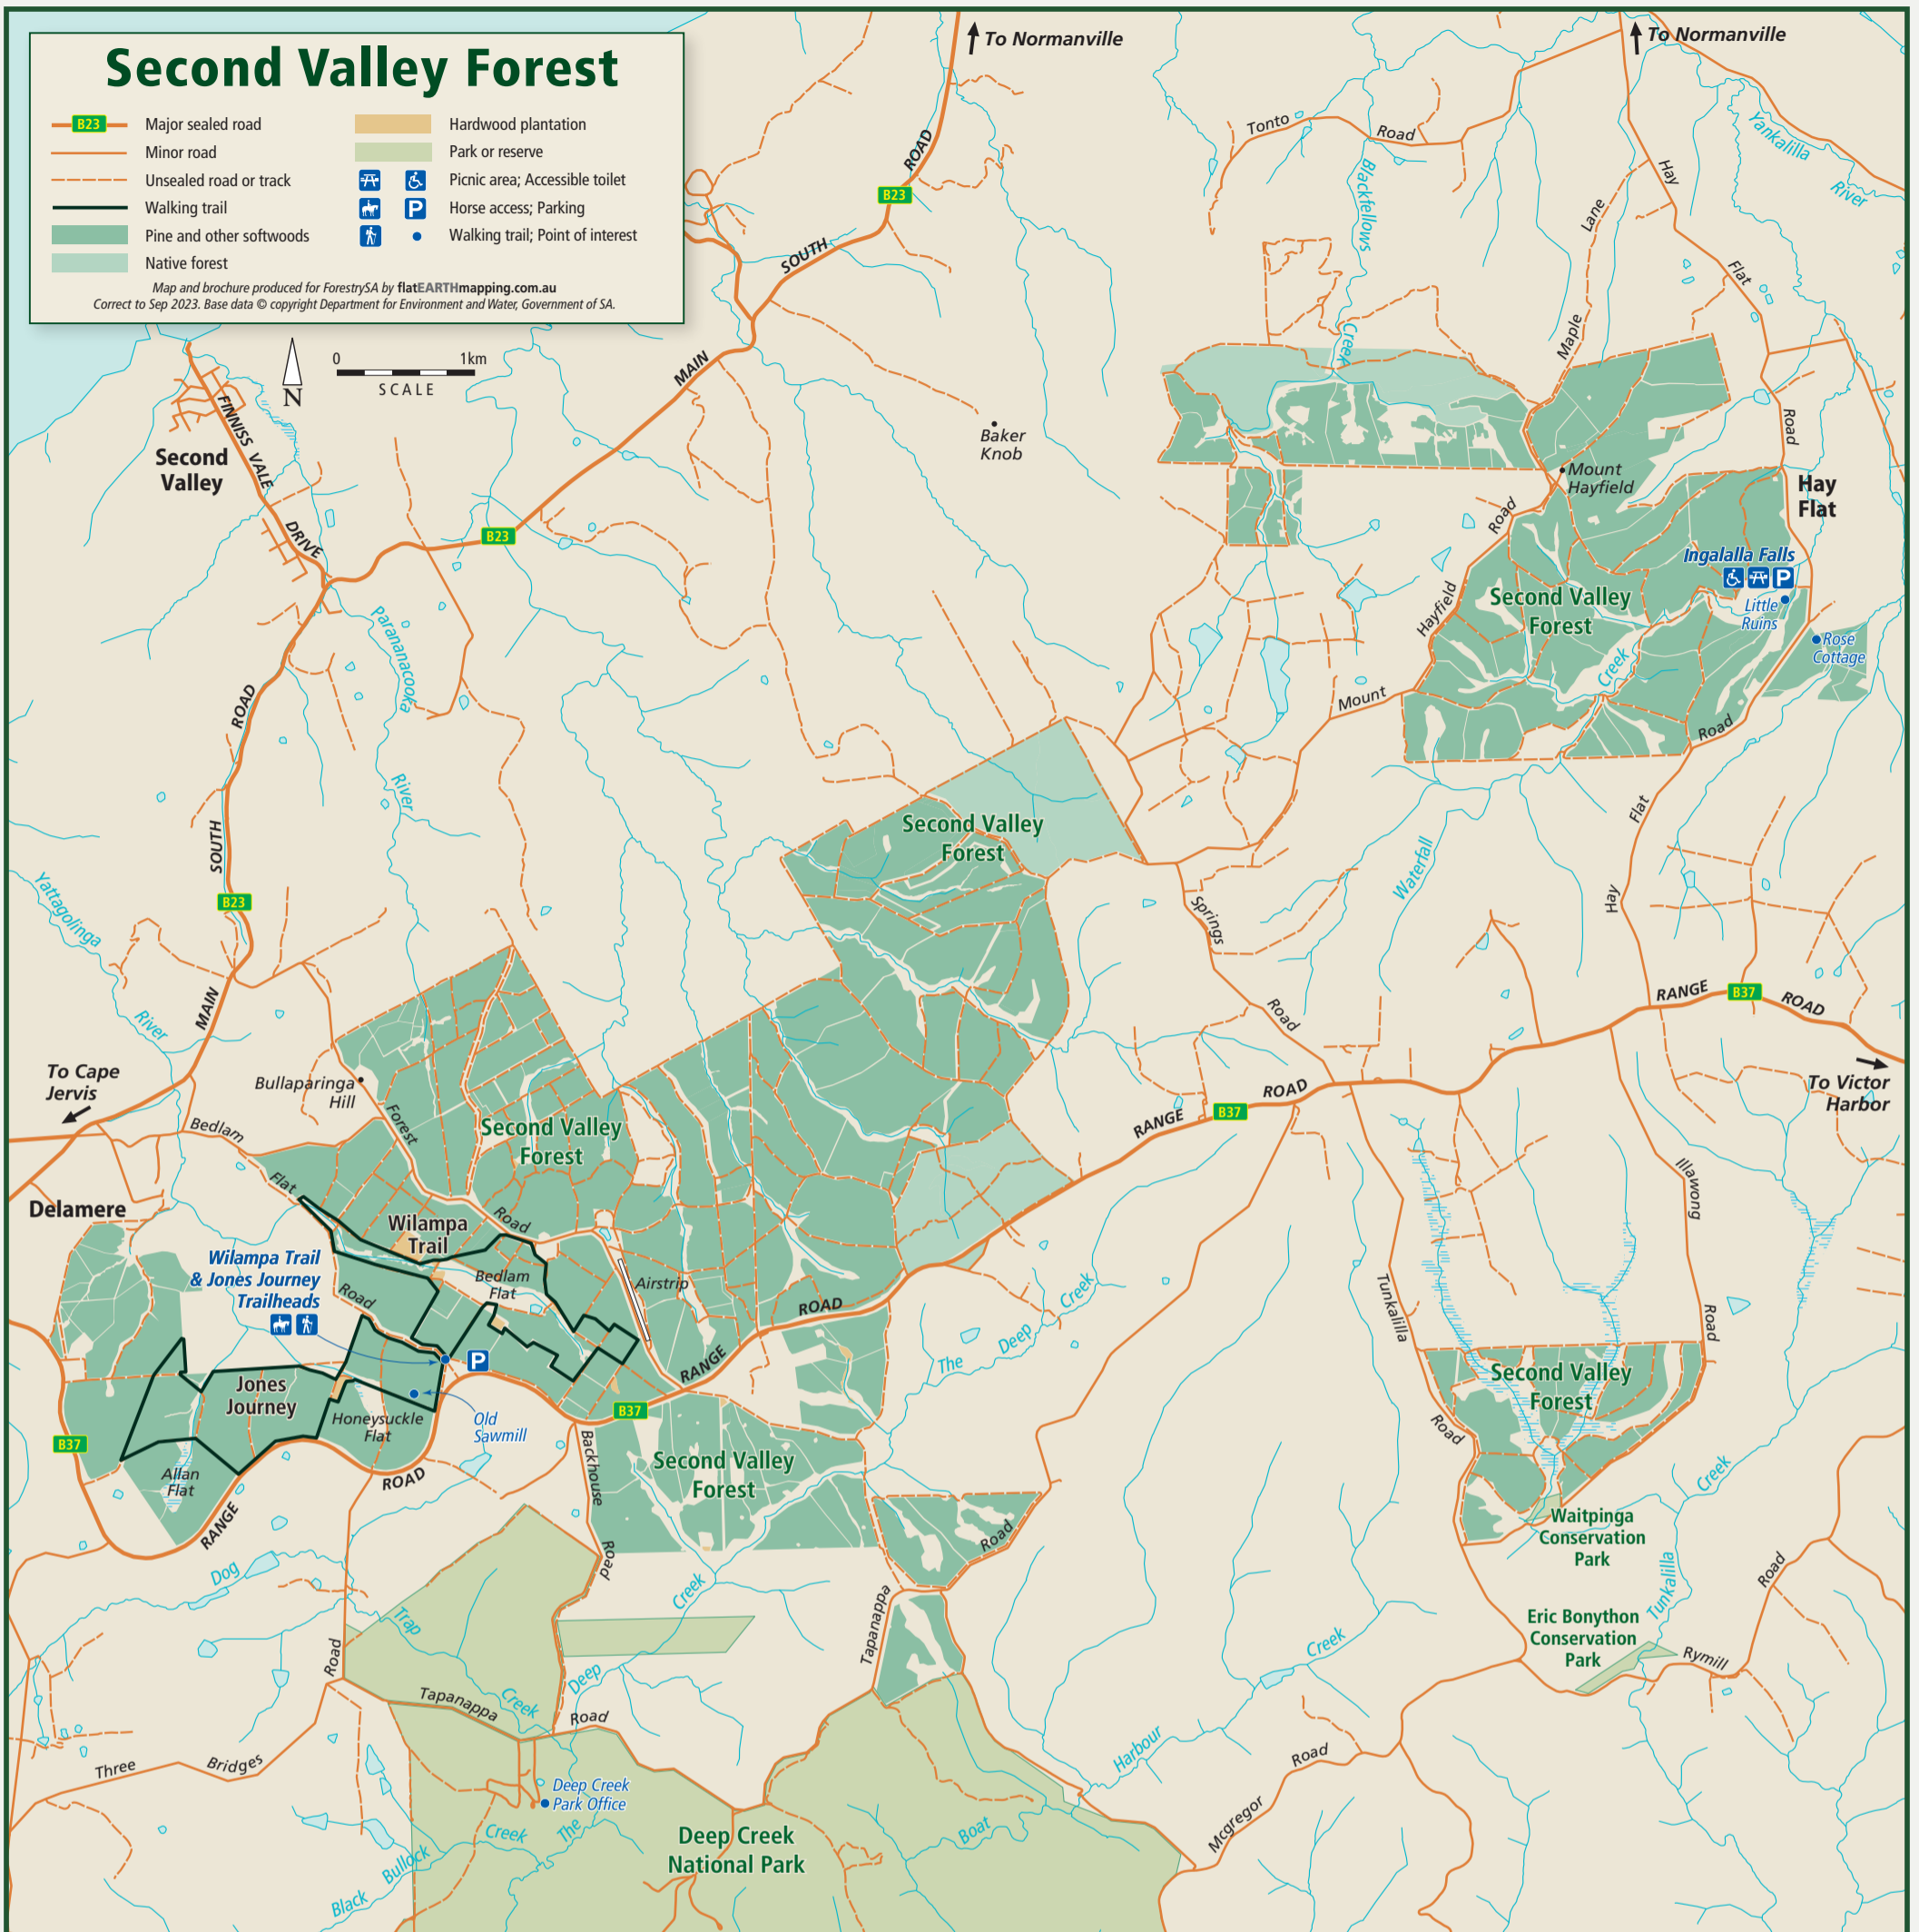 Second Valley Forest
B23
Major sealed road
Minor road
Unsealed road or track
Walking trail
Pine and other softwoods
Native forest
Hardwood plantation
Park or reserve
Picnic area; Accessible toilet
P
Horse access; Parking
Walking trail; Point of interest
Map and brochure produced for ForestrySA by flatEARTHmapping.com.au
Correct to Sep 2023. Base data © copyright Department for Environment and Water, Government of SA.
To Normanville
To Normanville
N
0 1km
SCALE
ROAD
B23
SOUTH
MAIN
B23
Tonto
Road
Blackfellows
Creek
Yankalilla
River
Hay
Flat
Road
Lane
Maple
FINNISS VALE
DRIVE
Second
Valley
Baker
Knob
Mount
Hayfield
Hay
Flat
Road
Hayfield
Mount
Ingalalla Falls
P
Little
Ruins
Rose
Cottage
Second Valley
Forest
Creek
Road
Flat
Hay
Waterfall
Parananacooka
River
ROAD
SOUTH
B23
MAIN
Yattagolinga
River
Second Valley
Forest
Springs
Road
RANGE
B37
ROAD
To Victor
Harbor
To Cape
Jervis
Bullaparinga
Hill
Forest
Road
Bedlam
Flat
Road
Second Valley
Forest
RANGE
B37
ROAD
Delamere
Wilampa
Trail
Wilampa Trail
& Jones Journey
Trailheads
Bedlam
Flat
Airstrip
P
Jones
Journey
Honeysuckle
Flat
Old
Sawmill
Allan
Flat
B37
RANGE
ROAD
B37
RANGE
ROAD
The Deep Creek
Tunkalilla
Road
Illawong
Road
Second Valley
Forest
Second Valley
Forest
Backhouse
Road
Road
Tapanappa
Waitpinga
Conservation
Park
Eric Bonython
Conservation
Park
Tunkalilla
Creek
Rymill
Road
Dog
Trap
Creek
Creek
Deep
The
Road
Three Bridges
Tapanappa
Road
Deep Creek
Park Office
Creek
Deep Creek
National Park
Black
Bullock
Boat
Harbour
Creek
Mcgregor
Road